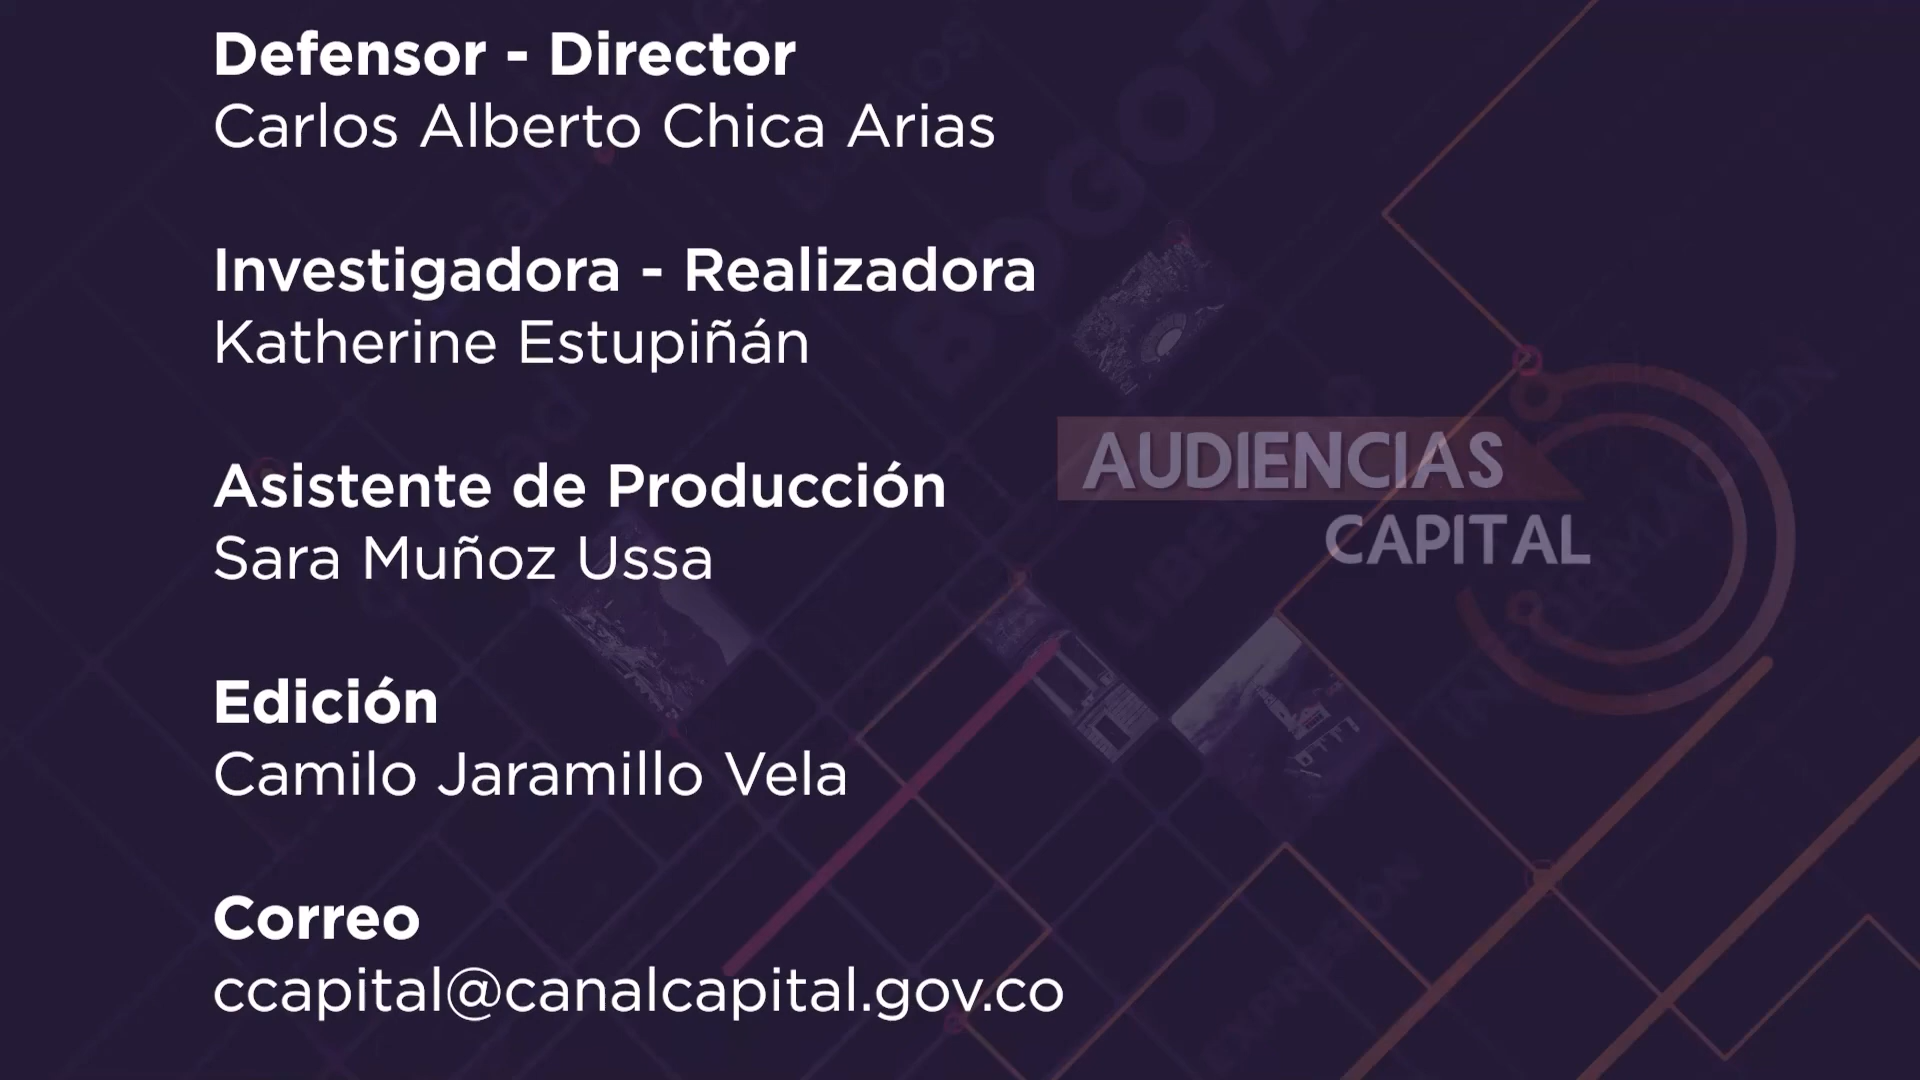 Defensor - Director
Carlos Alberto Chica Arias
Investigadora - Realizadora
Katherine Estupiñán
Asistente de Producción
Sara Muñoz Ussa
Edición
Camilo Jaramillo Vela
Correo
ccapital@canalcapital.gov.co
AUDIENCIAS
CAPITAL
BOGOTÁ